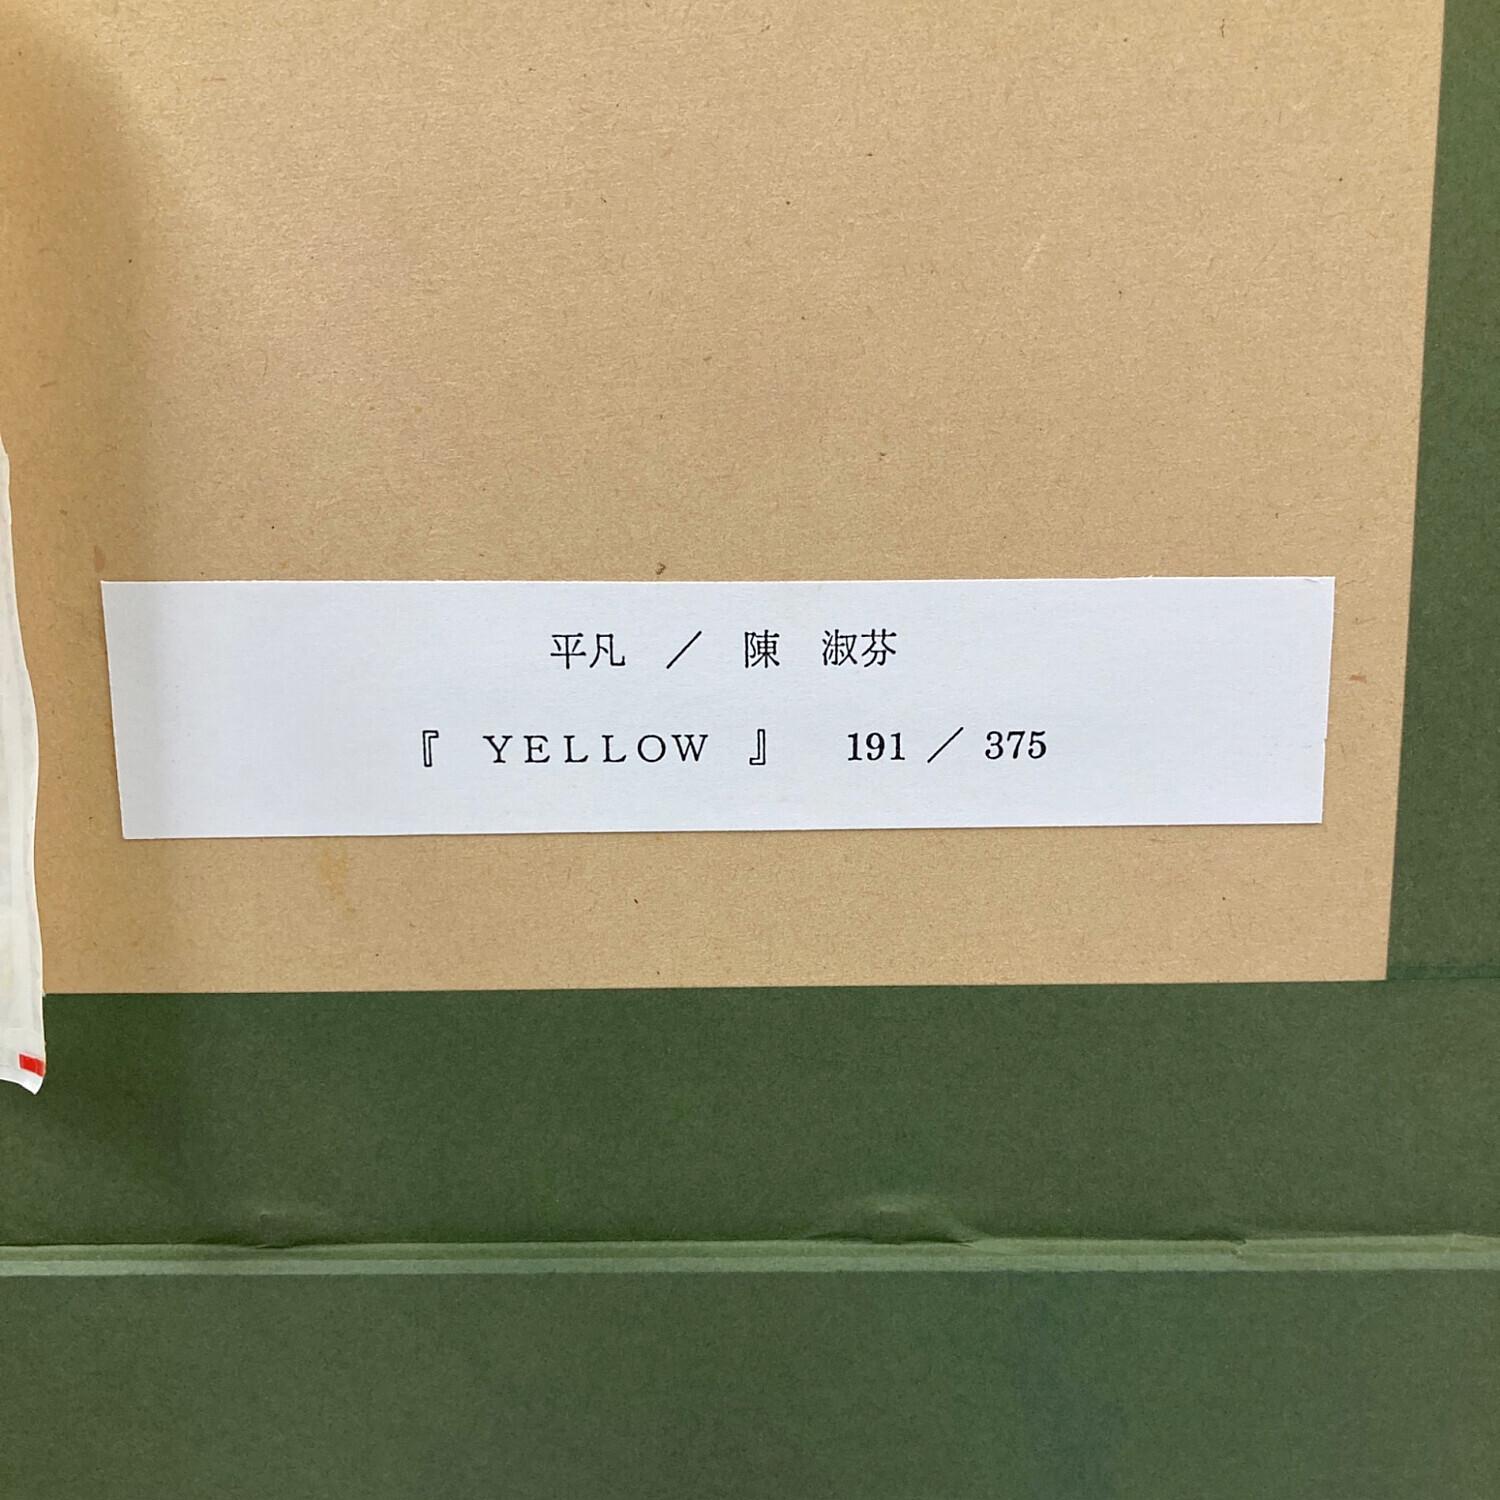 平凡　／　陳　淑芬
『　ＹＥＬＬＯＷ　』　191　／　375